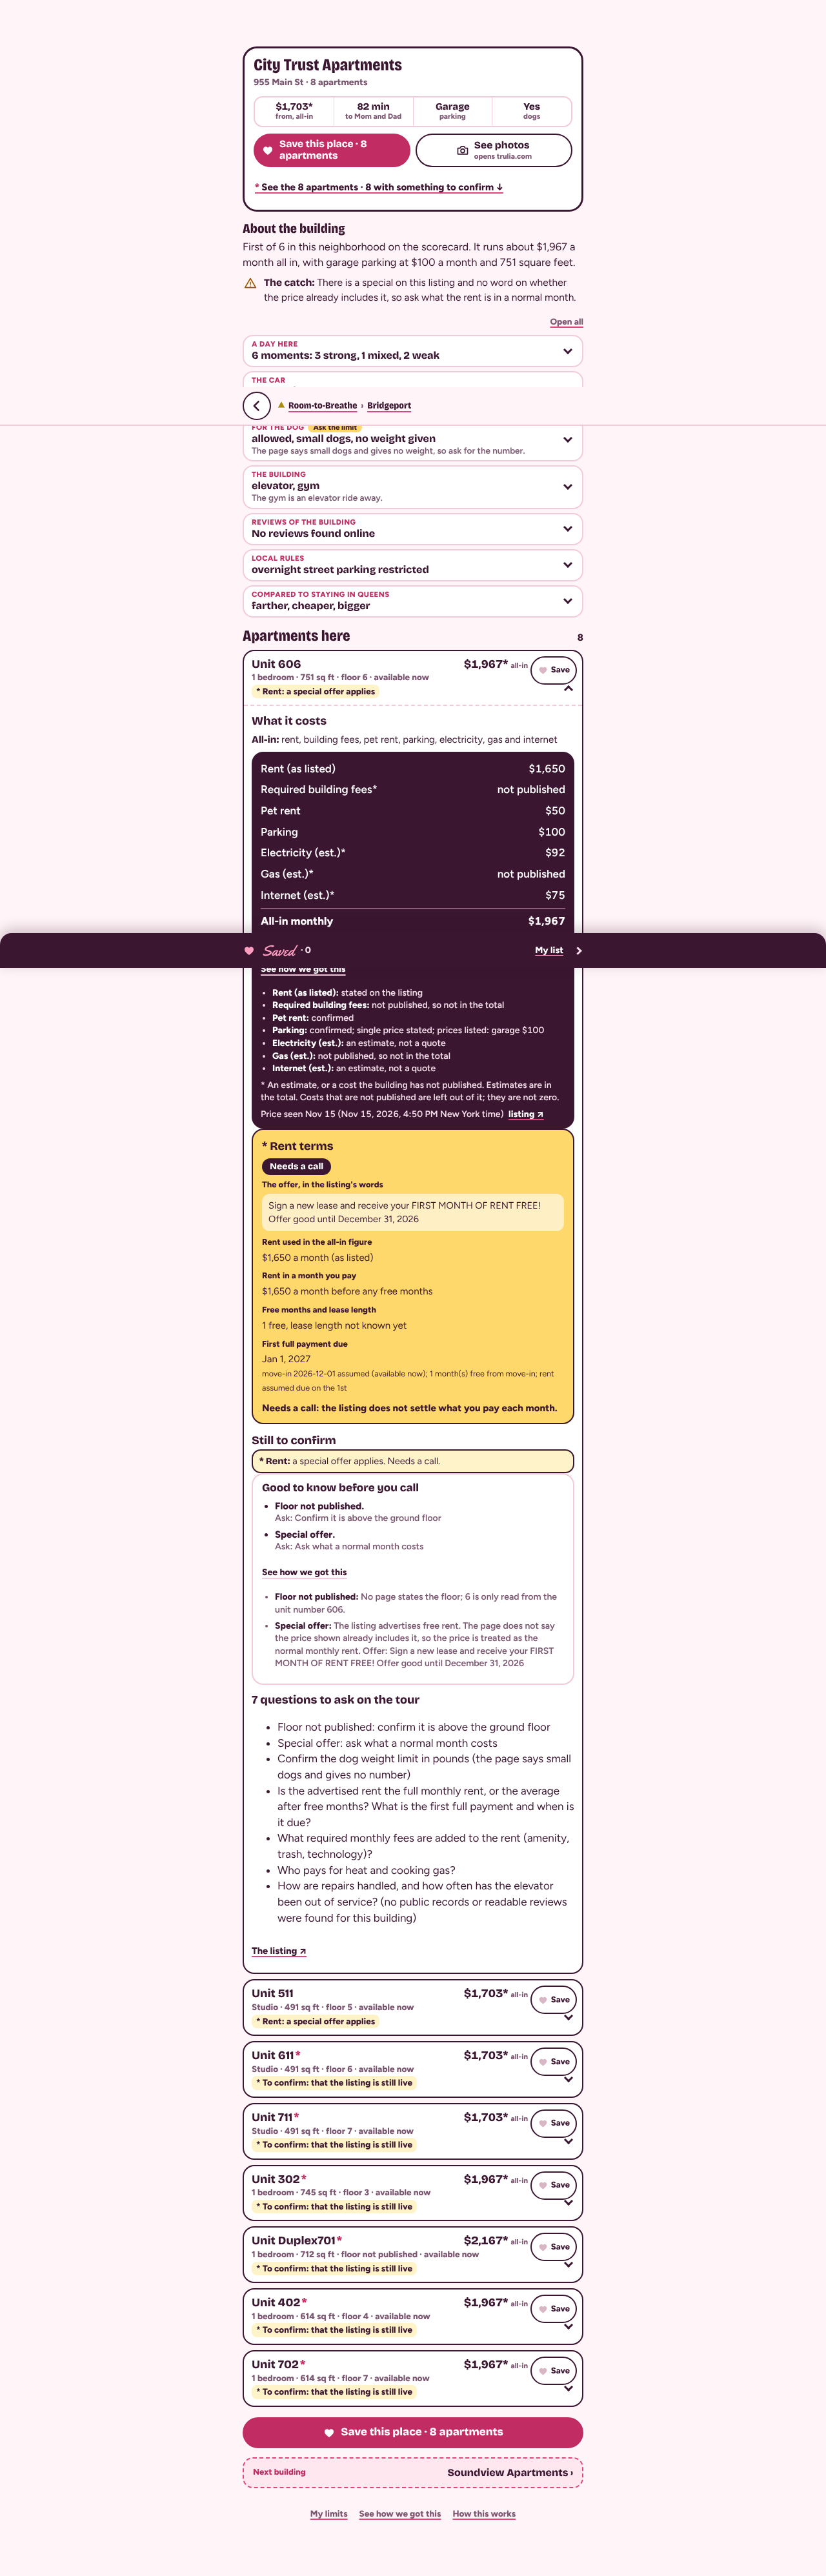 City Trust Apartments
955 Main St · 8 apartments
$1,703*
from, all-in
82 min
to Mom and Dad
Garage
parking
Yes
dogs
Save this place · 8
apartments
See photos
opens trulia.com
* See the 8 apartments · 8 with something to confirm ↓
About the building
First of 6 in this neighborhood on the scorecard. It runs about $1,967 a
month all in, with garage parking at $100 a month and 751 square feet.
The catch: There is a special on this listing and no word on whether
the price already includes it, so ask what the rent is in a normal month.
Open all
A DAY HERE
6 moments: 3 strong, 1 mixed, 2 weak
THE CAR
Room-to-Breathe › Bridgeport
FOR THE DOG Ask the limit
allowed, small dogs, no weight given
The page says small dogs and gives no weight, so ask for the number.
THE BUILDING
elevator, gym
The gym is an elevator ride away.
REVIEWS OF THE BUILDING
No reviews found online
LOCAL RULES
overnight street parking restricted
COMPARED TO STAYING IN QUEENS
farther, cheaper, bigger
Apartments here 8
Unit 606 $1,967* all-in Save
1 bedroom · 751 sq ft · floor 6 · available now
* Rent: a special offer applies
What it costs
All-in: rent, building fees, pet rent, parking, electricity, gas and internet
Rent (as listed) $1,650
Required building fees* not published
Pet rent $50
Parking $100
Electricity (est.)* $92
Gas (est.)* not published
Internet (est.)* $75
All-in monthly $1,967
Saved · 0 My list
See how we got this
• Rent (as listed): stated on the listing
• Required building fees: not published, so not in the total
• Pet rent: confirmed
• Parking: confirmed; single price stated; prices listed: garage $100
• Electricity (est.): an estimate, not a quote
• Gas (est.): not published, so not in the total
• Internet (est.): an estimate, not a quote
* An estimate, or a cost the building has not published. Estimates are in
the total. Costs that are not published are left out of it; they are not zero.
Price seen Nov 15 (Nov 15, 2026, 4:50 PM New York time) listing ↗
* Rent terms
Needs a call
The offer, in the listing's words
Sign a new lease and receive your FIRST MONTH OF RENT FREE!
Offer good until December 31, 2026
Rent used in the all-in figure
$1,650 a month (as listed)
Rent in a month you pay
$1,650 a month before any free months
Free months and lease length
1 free, lease length not known yet
First full payment due
Jan 1, 2027
move-in 2026-12-01 assumed (available now); 1 month(s) free from move-in; rent
assumed due on the 1st
Needs a call: the listing does not settle what you pay each month.
Still to confirm
* Rent: a special offer applies. Needs a call.
Good to know before you call
• Floor not published.
Ask: Confirm it is above the ground floor
• Special offer.
Ask: Ask what a normal month costs
See how we got this
• Floor not published: No page states the floor; 6 is only read from the
unit number 606.
• Special offer: The listing advertises free rent. The page does not say
the price shown already includes it, so the price is treated as the
normal monthly rent. Offer: Sign a new lease and receive your FIRST
MONTH OF RENT FREE! Offer good until December 31, 2026
7 questions to ask on the tour
• Floor not published: confirm it is above the ground floor
• Special offer: ask what a normal month costs
• Confirm the dog weight limit in pounds (the page says small
dogs and gives no number)
• Is the advertised rent the full monthly rent, or the average
after free months? What is the first full payment and when is
it due?
• What required monthly fees are added to the rent (amenity,
trash, technology)?
• Who pays for heat and cooking gas?
• How are repairs handled, and how often has the elevator
been out of service? (no public records or readable reviews
were found for this building)
The listing ↗
Unit 511 $1,703* all-in Save
Studio · 491 sq ft · floor 5 · available now
* Rent: a special offer applies
Unit 611* $1,703* all-in Save
Studio · 491 sq ft · floor 6 · available now
* To confirm: that the listing is still live
Unit 711* $1,703* all-in Save
Studio · 491 sq ft · floor 7 · available now
* To confirm: that the listing is still live
Unit 302* $1,967* all-in Save
1 bedroom · 745 sq ft · floor 3 · available now
* To confirm: that the listing is still live
Unit Duplex701* $2,167* all-in Save
1 bedroom · 712 sq ft · floor not published · available now
* To confirm: that the listing is still live
Unit 402* $1,967* all-in Save
1 bedroom · 614 sq ft · floor 4 · available now
* To confirm: that the listing is still live
Unit 702* $1,967* all-in Save
1 bedroom · 614 sq ft · floor 7 · available now
* To confirm: that the listing is still live
Save this place · 8 apartments
Next building Soundview Apartments ›
My limits See how we got this How this works